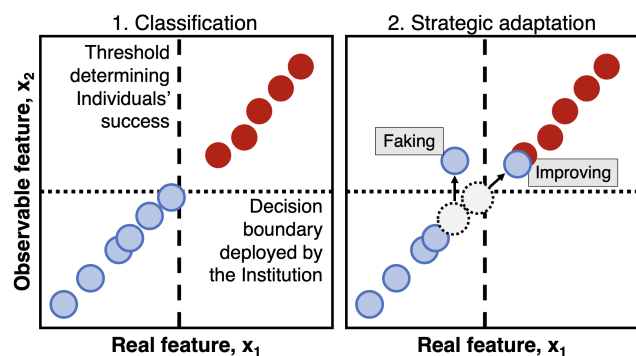 1. Classification
2. Strategic adaptation
Observable feature, x2
Threshold
determining
Individuals'
success
Decision
boundary
deployed by
the Institution
Real feature, x1
Faking
Improving
Real feature, x1